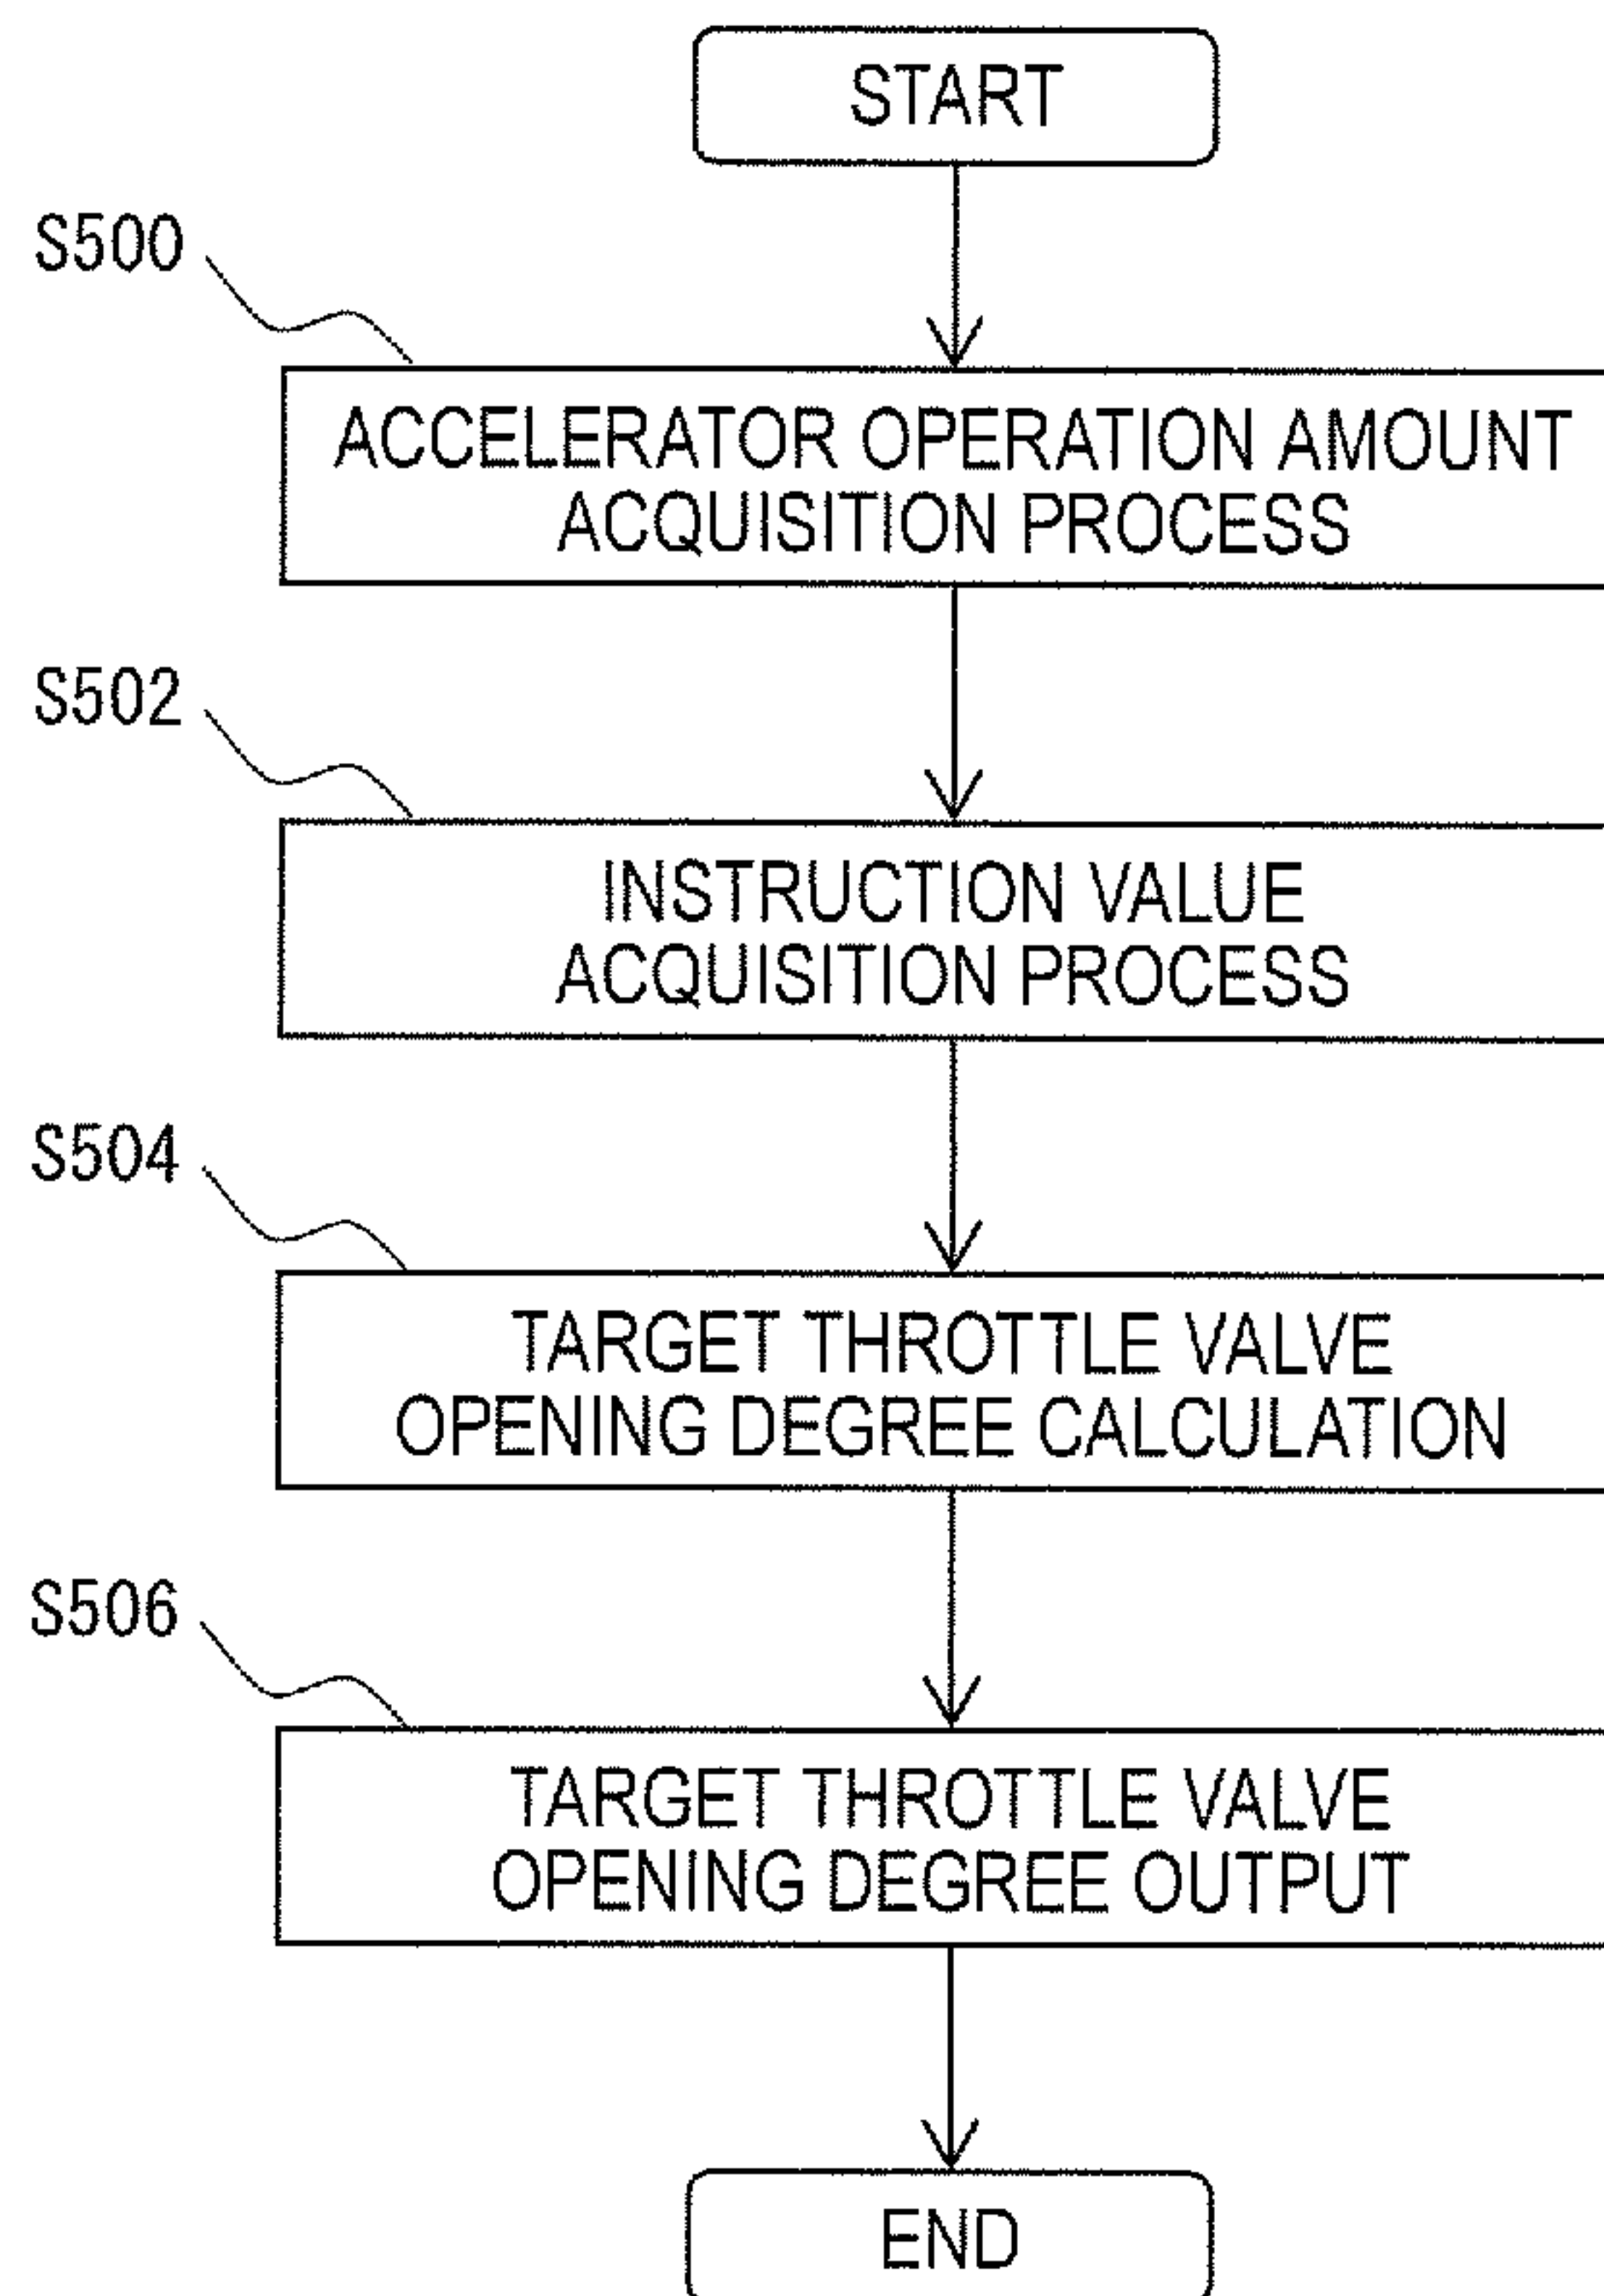 START
S500
ACCELERATOR OPERATION AMOUNT
ACQUISITION PROCESS
S502
INSTRUCTION VALUE
ACQUISITION PROCESS
S504
TARGET THROTTLE VALVE
OPENING DEGREE CALCULATION
S506
TARGET THROTTLE VALVE
OPENING DEGREE OUTPUT
END